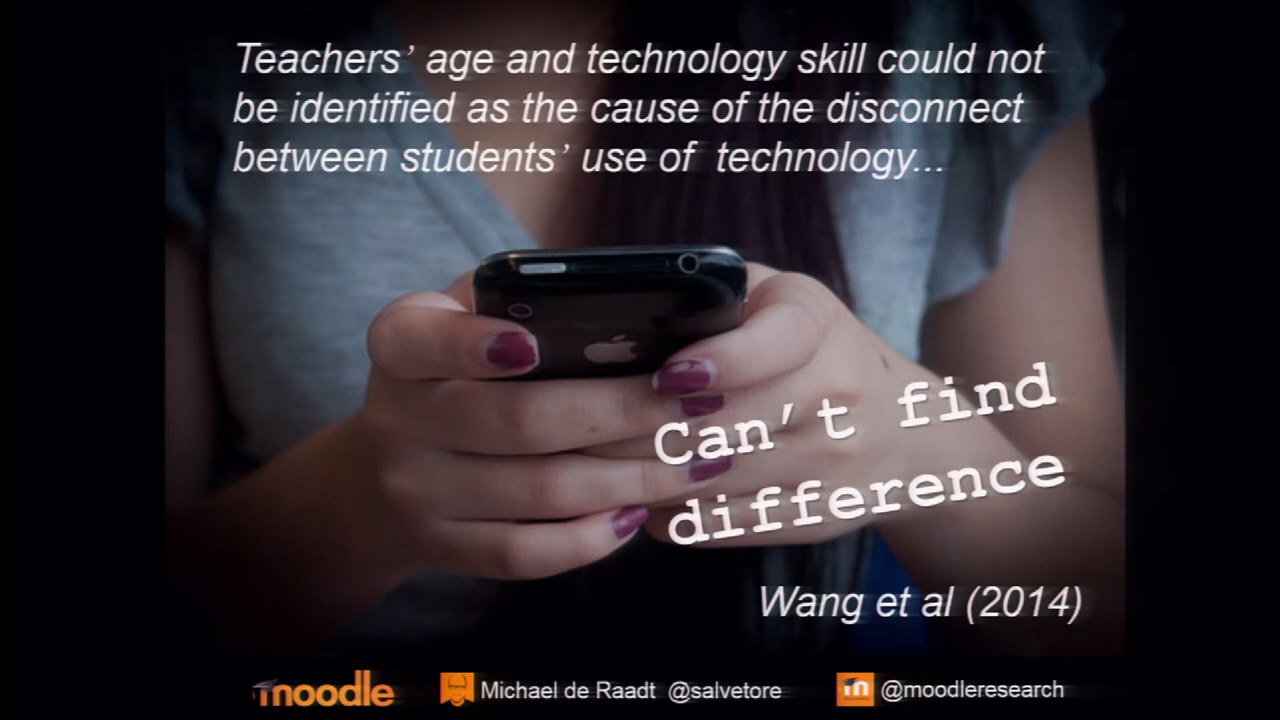 Teachers’ age and technology skill could not
be identified as the cause of the disconnect
between students’ use of technology...
Can’t find
difference
Wang et al (2014)
moodle
Michael de Raadt @salvetore
m @moodleresearch